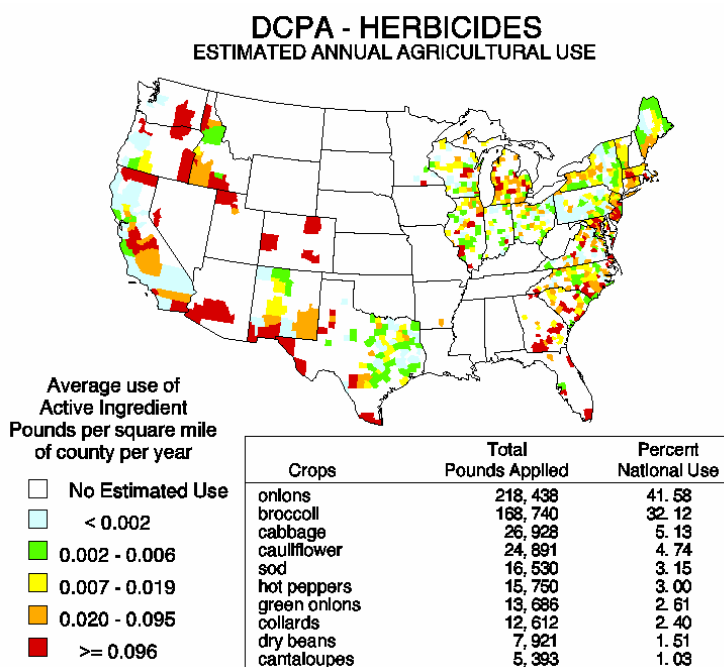 DCPA - HERBICIDES
ESTIMATED ANNUAL AGRICULTURAL USE
Average use of
Active Ingredient
Pounds per square mile
of county per year
No Estimated Use
< 0.002
0.002 - 0.006
0.007 - 0.019
0.020 - 0.095
>= 0.096
Total Percent
Crops Pounds Applied National Use
onions 218, 438 41. 58
broccoli 168, 740 32. 12
cabbage 26, 928 5. 13
cauliflower 24, 891 4. 74
sod 16, 530 3. 15
hot peppers 15, 750 3. 00
green onions 13, 686 2. 61
collards 12, 612 2. 40
dry beans 7, 921 1. 51
cantaloupes 5, 393 1. 03